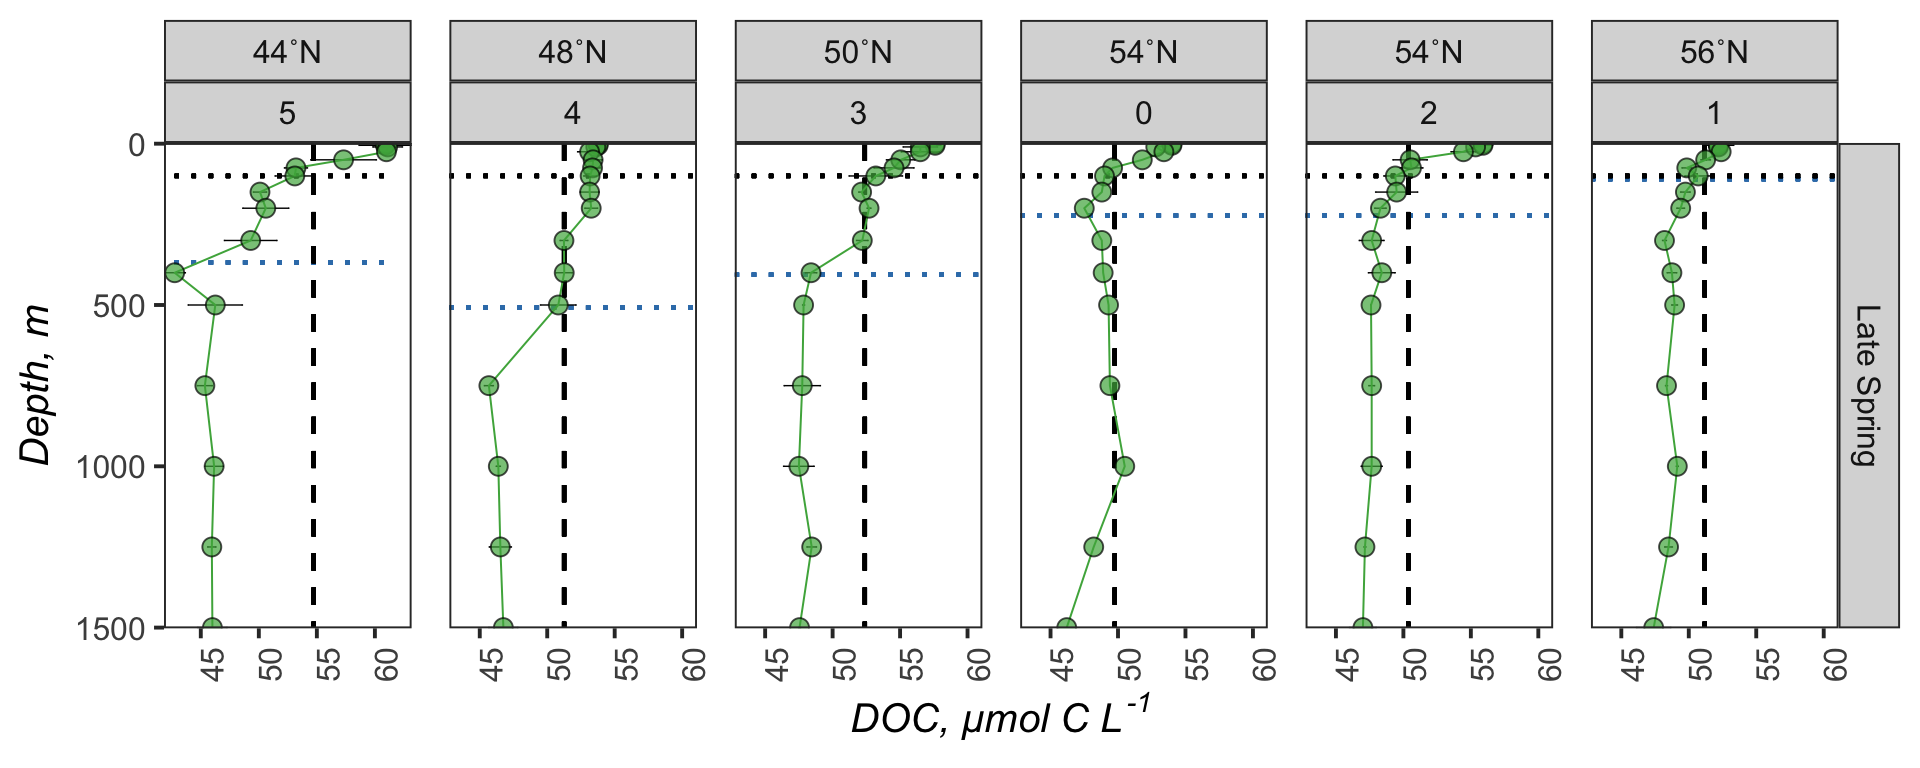 44°N 48°N 50°N 54°N 54°N 56°N
5 4 3 0 2 1
0
500
1000
1500
Depth, m
Late Spring
45 50 55 60 45 50 55 60 45 50 55 60 45 50 55 60 45 50 55 60 45 50 55 60
DOC, µmol C L⁻¹